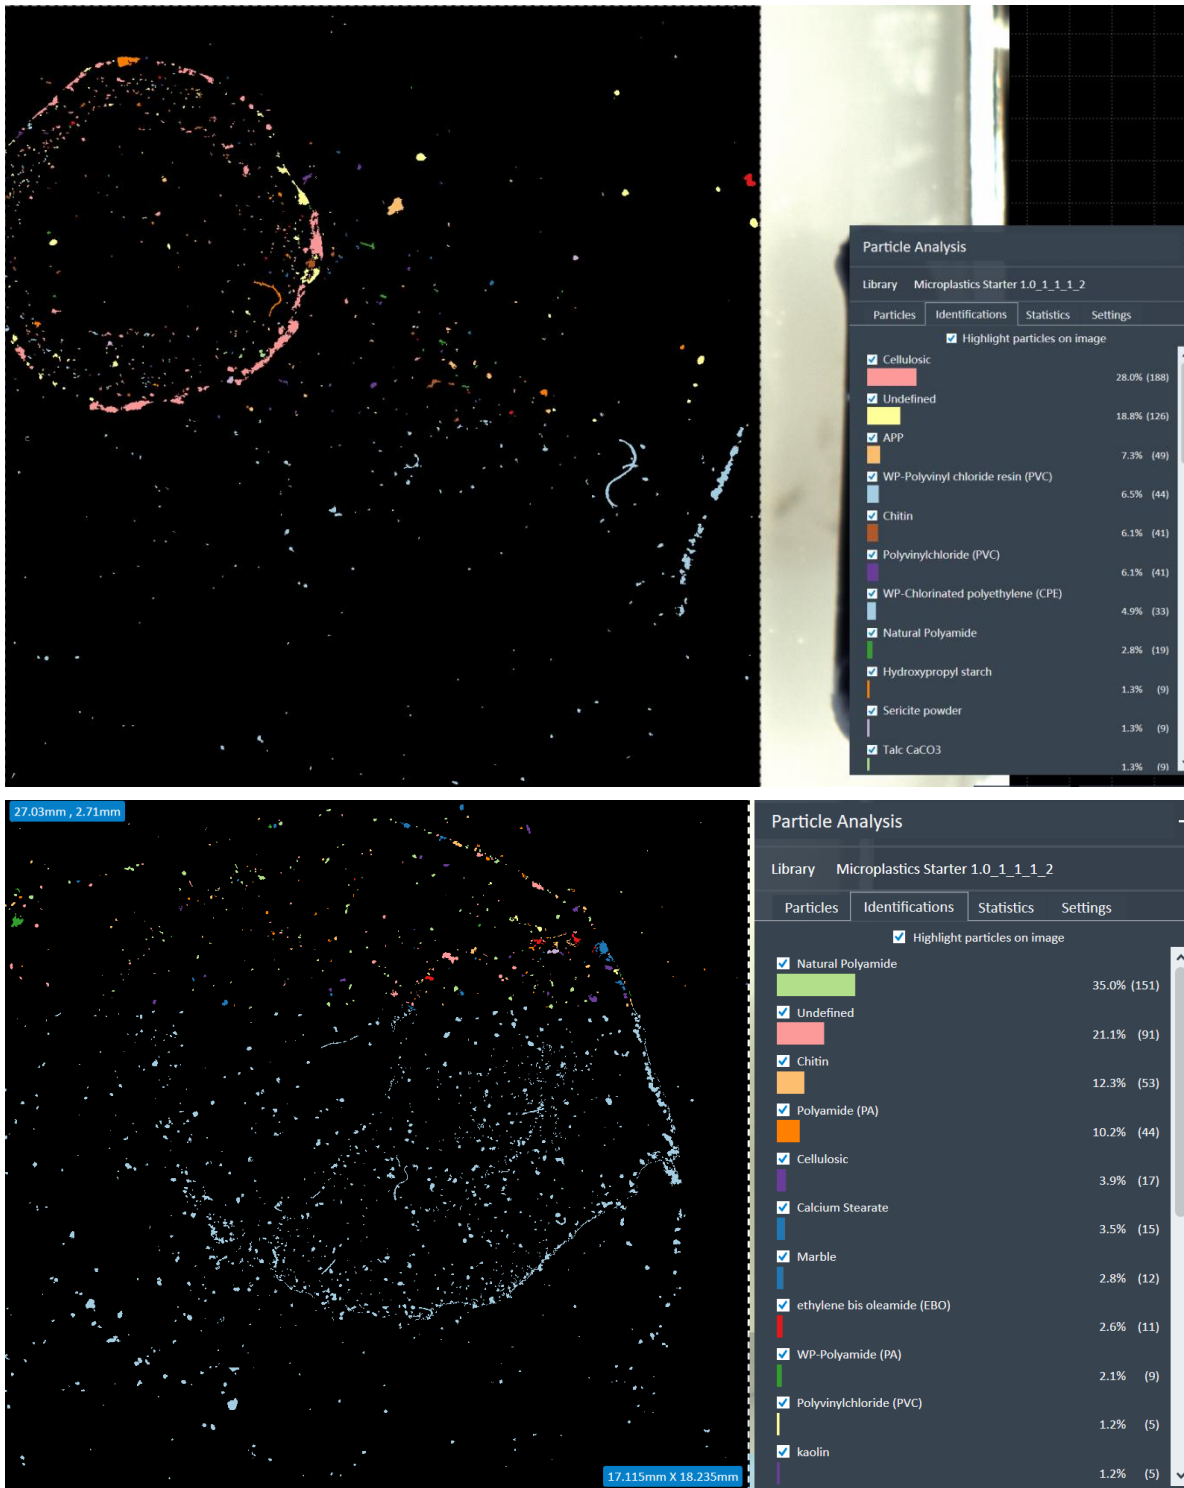 Particle Analysis
Library Microplastics Starter 1.0_1_1_1_2
Particles Identifications Statistics Settings
Highlight particles on image
Cellulosic
28.0% (188)
Undefined
18.8% (126)
APP
7.3% (49)
WP-Polyvinyl chloride resin (PVC)
6.5% (44)
Chitin
6.1% (41)
Polyvinylchloride (PVC)
6.1% (41)
WP-Chlorinated polyethylene (CPE)
4.9% (33)
Natural Polyamide
2.8% (19)
Hydroxypropyl starch
1.3% (9)
Sericite powder
1.3% (9)
Talc CaCO3
1.3% (9)
27.03mm , 2.71mm
Particle Analysis
Library Microplastics Starter 1.0_1_1_1_2
Particles Identifications Statistics Settings
Highlight particles on image
Natural Polyamide
35.0% (151)
Undefined
21.1% (91)
Chitin
12.3% (53)
Polyamide (PA)
10.2% (44)
Cellulosic
3.9% (17)
Calcium Stearate
3.5% (15)
Marble
2.8% (12)
ethylene bis oleamide (EBO)
2.6% (11)
WP-Polyamide (PA)
2.1% (9)
Polyvinylchloride (PVC)
1.2% (5)
kaolin
1.2% (5)
17.115mm X 18.235mm